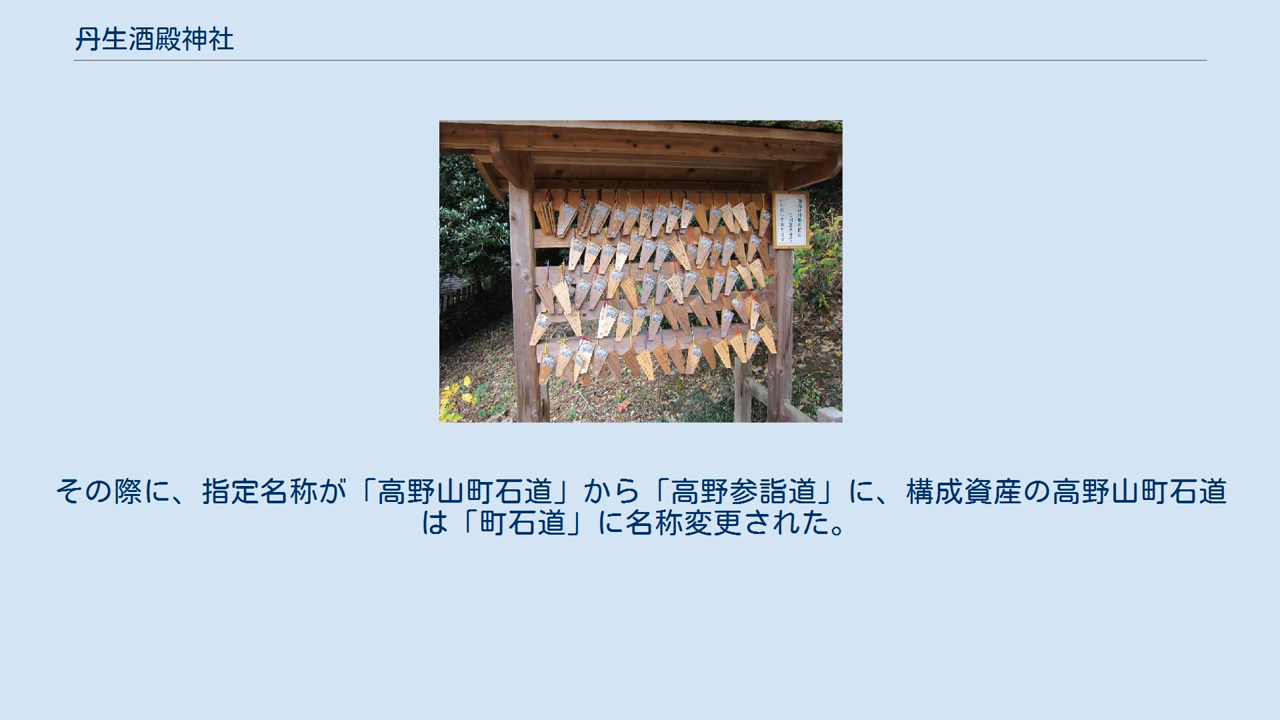 丹生酒殿神社
その際に、指定名称が「高野山町石道」から「高野参詣道」に、構成資産の高野山町石道
は「町石道」に名称変更された。